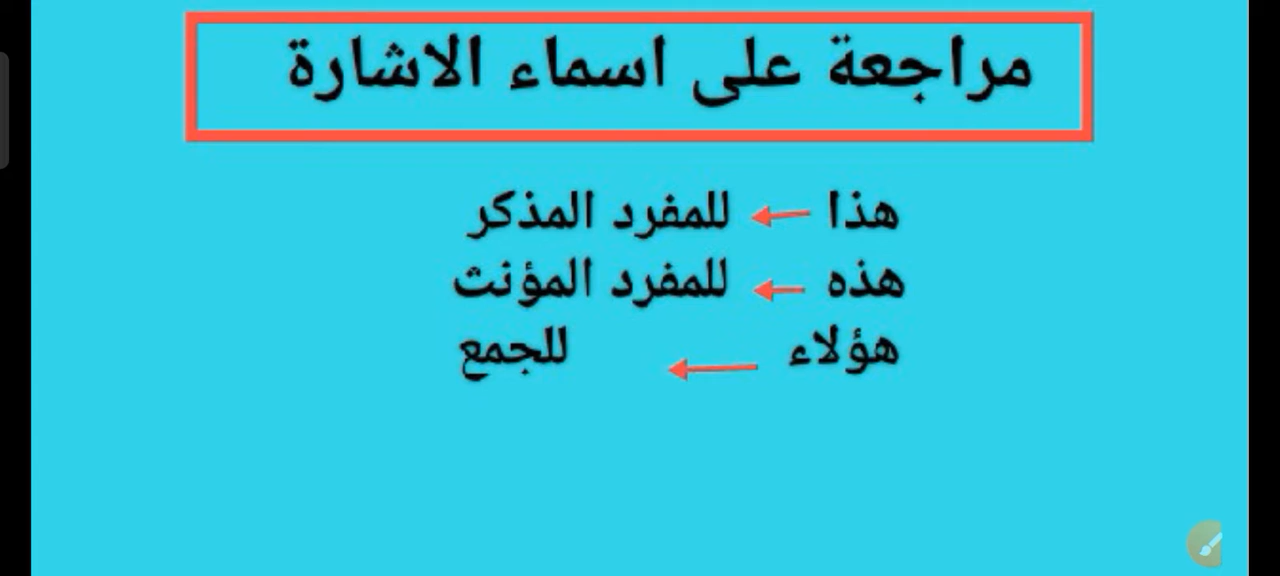 مراجعة على اسماء الاشارة
هذا ← للمفرد المذكر
هذه ← للمفرد المؤنث
هؤلاء ← للجمع